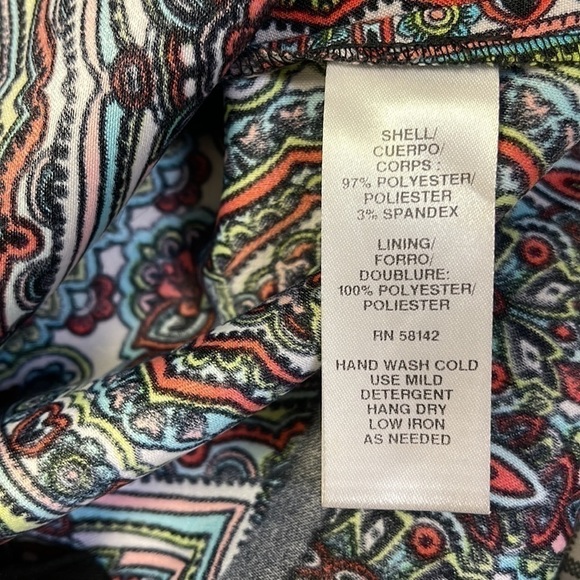 SHELL/
CUERPO/
CORPS :
97% POLYESTER/
POLIESTER
3% SPANDEX
LINING/
FORRO/
DOUBLURE:
100% POLYESTER/
POLIESTER
RN 58142
HAND WASH COLD
USE MILD
DETERGENT
HANG DRY
LOW IRON
AS NEEDED